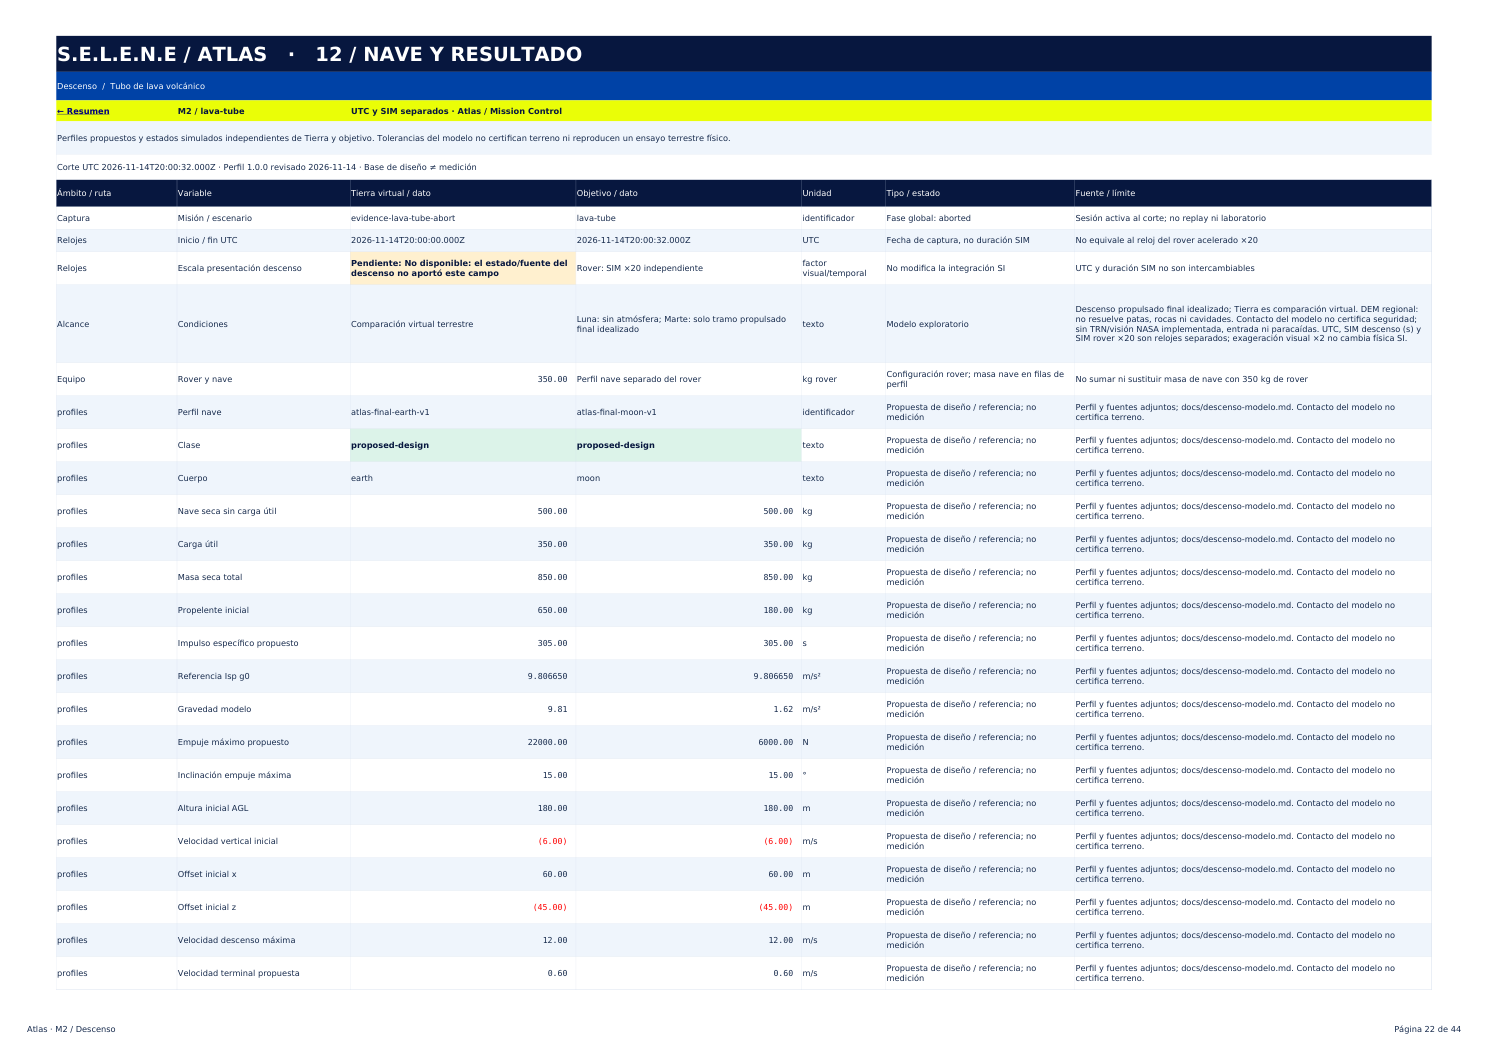 S.E.L.E.N.E / ATLAS · 12 / NAVE Y RESULTADO
Descenso / Tubo de lava volcánico
← Resumen M2 / lava-tube UTC y SIM separados · Atlas / Mission Control
Perfiles propuestos y estados simulados independientes de Tierra y objetivo. Tolerancias del modelo no certifican terreno ni reproducen un ensayo terrestre físico.
Corte UTC 2026-11-14T20:00:32.000Z · Perfil 1.0.0 revisado 2026-11-14 · Base de diseño ≠ medición
Ámbito / ruta Variable Tierra virtual / dato Objetivo / dato Unidad Tipo / estado Fuente / límite
Captura Misión / escenario evidence-lava-tube-abort lava-tube identificador Fase global: aborted Sesión activa al corte; no replay ni laboratorio
Relojes Inicio / fin UTC 2026-11-14T20:00:00.000Z 2026-11-14T20:00:32.000Z UTC Fecha de captura, no duración SIM No equivale al reloj del rover acelerado ×20
Relojes Escala presentación descenso Pendiente: No disponible: el estado/fuente del
descenso no aportó este campo Rover: SIM ×20 independiente factor
visual/temporal No modifica la integración SI UTC y duración SIM no son intercambiables
Alcance Condiciones Comparación virtual terrestre Luna: sin atmósfera; Marte: solo tramo propulsado
final idealizado texto Modelo exploratorio Descenso propulsado final idealizado; Tierra es comparación virtual. DEM regional:
no resuelve patas, rocas ni cavidades. Contacto del modelo no certifica seguridad;
sin TRN/visión NASA implementada, entrada ni paracaídas. UTC, SIM descenso (s) y
SIM rover ×20 son relojes separados; exageración visual ×2 no cambia física SI.
Equipo Rover y nave 350.00 Perfil nave separado del rover kg rover Configuración rover; masa nave en filas de
perfil No sumar ni sustituir masa de nave con 350 kg de rover
profiles Perfil nave atlas-final-earth-v1 atlas-final-moon-v1 identificador Propuesta de diseño / referencia; no
medición Perfil y fuentes adjuntos; docs/descenso-modelo.md. Contacto del modelo no
certifica terreno.
profiles Clase proposed-design proposed-design texto Propuesta de diseño / referencia; no
medición Perfil y fuentes adjuntos; docs/descenso-modelo.md. Contacto del modelo no
certifica terreno.
profiles Cuerpo earth moon texto Propuesta de diseño / referencia; no
medición Perfil y fuentes adjuntos; docs/descenso-modelo.md. Contacto del modelo no
certifica terreno.
profiles Nave seca sin carga útil 500.00 500.00 kg Propuesta de diseño / referencia; no
medición Perfil y fuentes adjuntos; docs/descenso-modelo.md. Contacto del modelo no
certifica terreno.
profiles Carga útil 350.00 350.00 kg Propuesta de diseño / referencia; no
medición Perfil y fuentes adjuntos; docs/descenso-modelo.md. Contacto del modelo no
certifica terreno.
profiles Masa seca total 850.00 850.00 kg Propuesta de diseño / referencia; no
medición Perfil y fuentes adjuntos; docs/descenso-modelo.md. Contacto del modelo no
certifica terreno.
profiles Propelente inicial 650.00 180.00 kg Propuesta de diseño / referencia; no
medición Perfil y fuentes adjuntos; docs/descenso-modelo.md. Contacto del modelo no
certifica terreno.
profiles Impulso específico propuesto 305.00 305.00 s Propuesta de diseño / referencia; no
medición Perfil y fuentes adjuntos; docs/descenso-modelo.md. Contacto del modelo no
certifica terreno.
profiles Referencia Isp g0 9.806650 9.806650 m/s² Propuesta de diseño / referencia; no
medición Perfil y fuentes adjuntos; docs/descenso-modelo.md. Contacto del modelo no
certifica terreno.
profiles Gravedad modelo 9.81 1.62 m/s² Propuesta de diseño / referencia; no
medición Perfil y fuentes adjuntos; docs/descenso-modelo.md. Contacto del modelo no
certifica terreno.
profiles Empuje máximo propuesto 22000.00 6000.00 N Propuesta de diseño / referencia; no
medición Perfil y fuentes adjuntos; docs/descenso-modelo.md. Contacto del modelo no
certifica terreno.
profiles Inclinación empuje máxima 15.00 15.00 ° Propuesta de diseño / referencia; no
medición Perfil y fuentes adjuntos; docs/descenso-modelo.md. Contacto del modelo no
certifica terreno.
profiles Altura inicial AGL 180.00 180.00 m Propuesta de diseño / referencia; no
medición Perfil y fuentes adjuntos; docs/descenso-modelo.md. Contacto del modelo no
certifica terreno.
profiles Velocidad vertical inicial (6.00) (6.00) m/s Propuesta de diseño / referencia; no
medición Perfil y fuentes adjuntos; docs/descenso-modelo.md. Contacto del modelo no
certifica terreno.
profiles Offset inicial x 60.00 60.00 m Propuesta de diseño / referencia; no
medición Perfil y fuentes adjuntos; docs/descenso-modelo.md. Contacto del modelo no
certifica terreno.
profiles Offset inicial z (45.00) (45.00) m Propuesta de diseño / referencia; no
medición Perfil y fuentes adjuntos; docs/descenso-modelo.md. Contacto del modelo no
certifica terreno.
profiles Velocidad descenso máxima 12.00 12.00 m/s Propuesta de diseño / referencia; no
medición Perfil y fuentes adjuntos; docs/descenso-modelo.md. Contacto del modelo no
certifica terreno.
profiles Velocidad terminal propuesta 0.60 0.60 m/s Propuesta de diseño / referencia; no
medición Perfil y fuentes adjuntos; docs/descenso-modelo.md. Contacto del modelo no
certifica terreno.
Atlas · M2 / Descenso Página 22 de 44